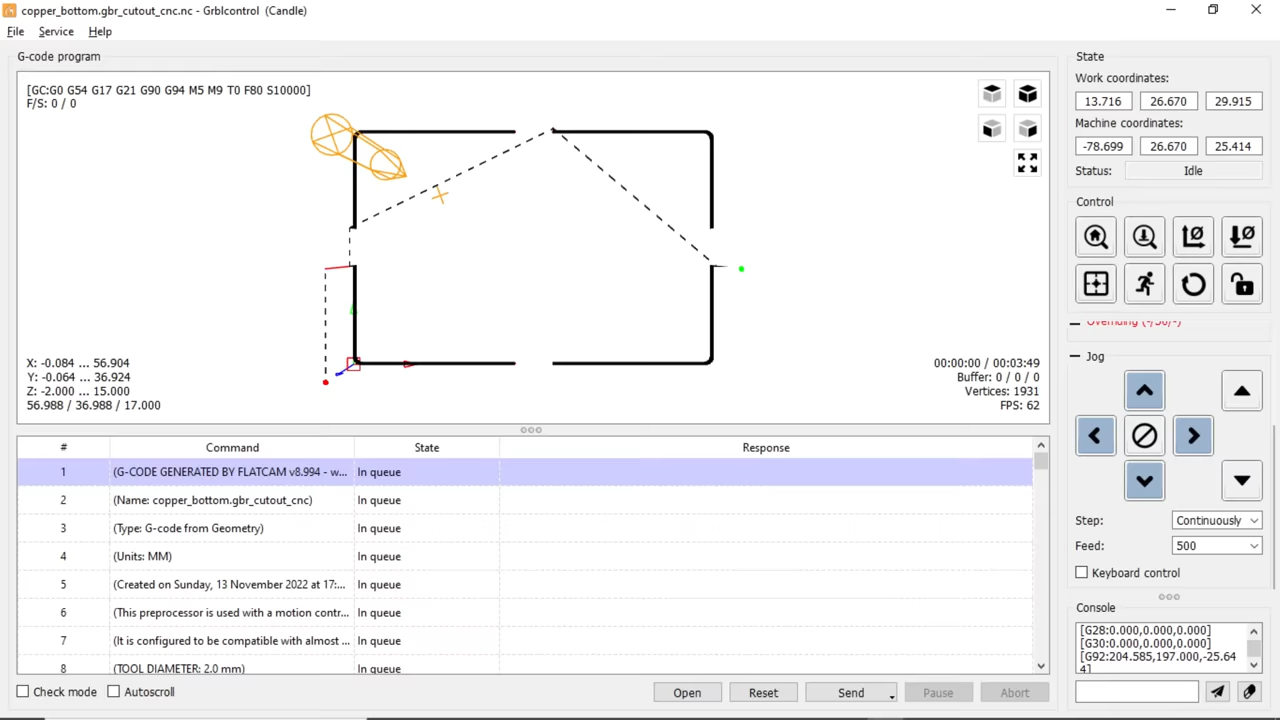 copper_bottom.gbr_cutout_cnc.nc - Grblcontrol (Candle)
File Service Help
G-code program
[GC:G0 G54 G17 G21 G90 G94 M5 M9 T0 F80 S10000]
F/S: 0 / 0
X: -0.084 ... 56.904
Y: -0.064 ... 36.924
Z: -2.000 ... 15.000
56.988 / 36.988 / 17.000
00:00:00 / 00:03:49
Buffer: 0 / 0 / 0
Vertices: 1931
FPS: 62
# Command State Response
1 (G-CODE GENERATED BY FLATCAM v8.994 - w... In queue
2 (Name: copper_bottom.gbr_cutout_cnc) In queue
3 (Type: G-code from Geometry) In queue
4 (Units: MM) In queue
5 (Created on Sunday, 13 November 2022 at 17:... In queue
6 (This preprocessor is used with a motion contr... In queue
7 (It is configured to be compatible with almost ... In queue
8 (TOOL DIAMETER: 2.0 mm) In queue
Check mode Autoscroll Open Reset Send Pause Abort
State
Work coordinates:
13.716 26.670 29.915
Machine coordinates:
-78.699 26.670 25.414
Status: Idle
Control
Jog
Step: Continuously
Feed: 500
Keyboard control
Console
[G28:0.000,0.000,0.000]
[G30:0.000,0.000,0.000]
[G92:204.585,197.000,-25.64
4]